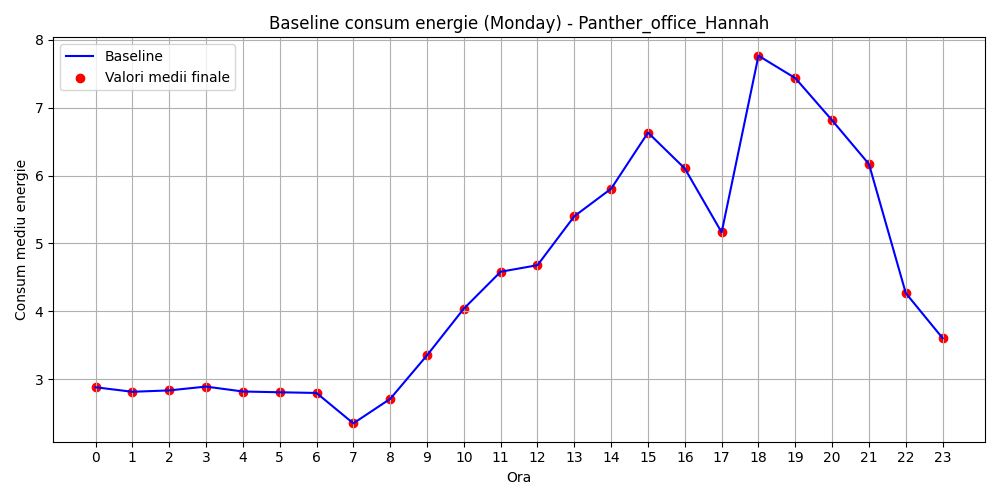 Baseline consum energie (Monday) - Panther_office_Hannah
Baseline
Valori medii finale
Consum mediu energie
8
7
6
5
4
3
0 1 2 3 4 5 6 7 8 9 10 11 12 13 14 15 16 17 18 19 20 21 22 23
Ora